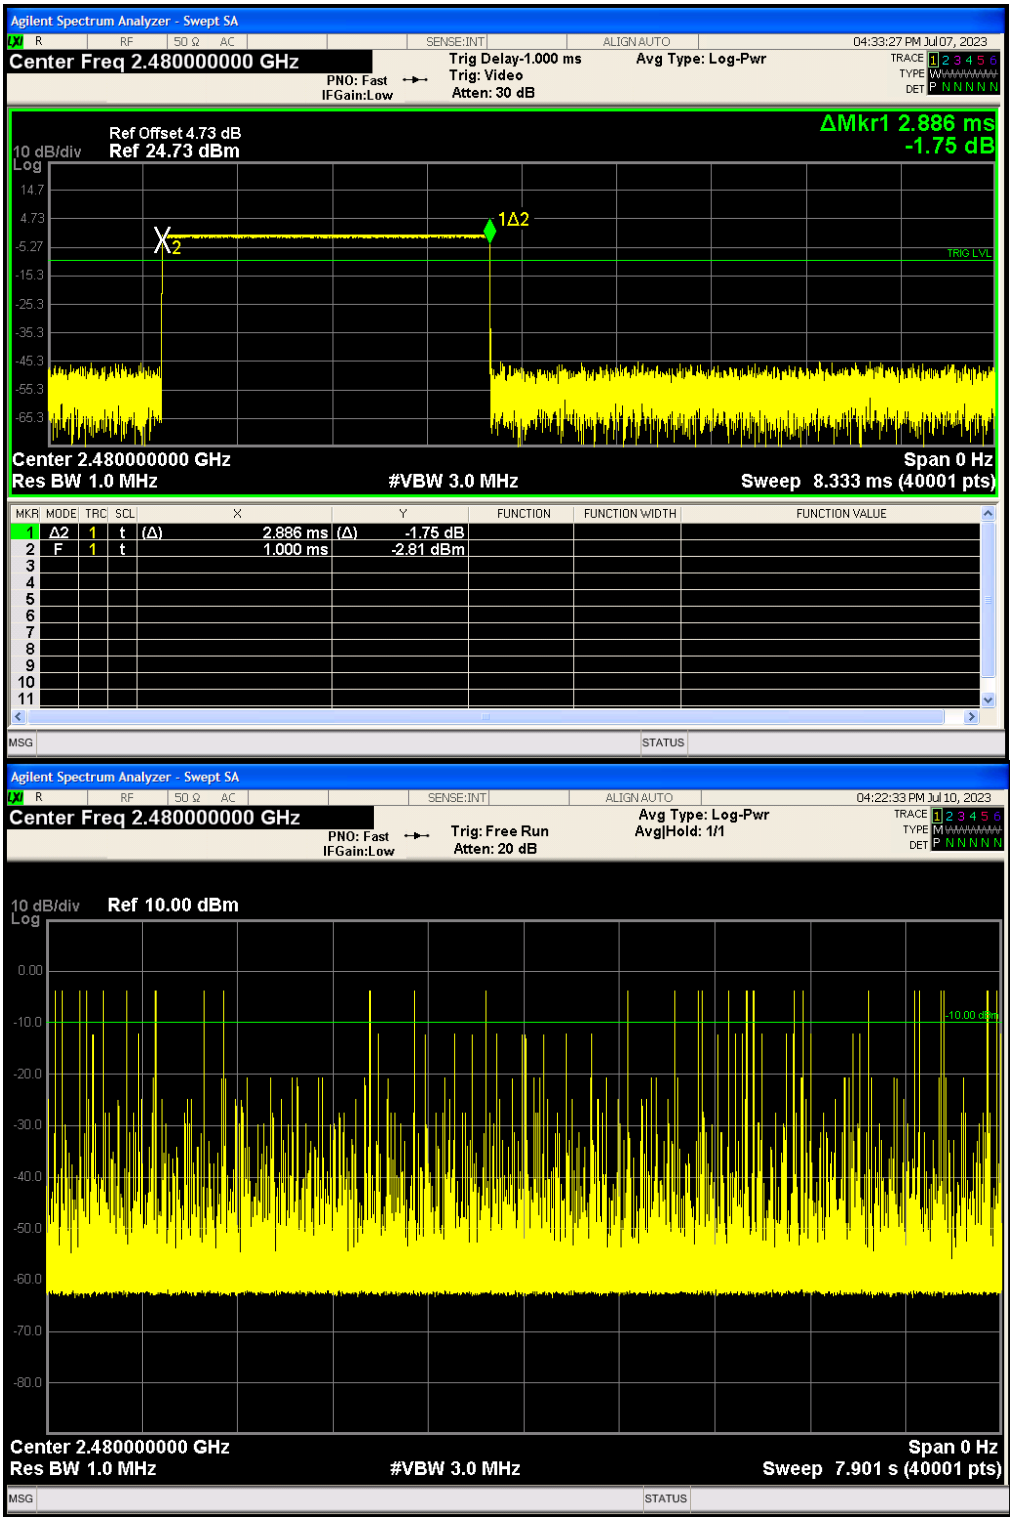 Agilent Spectrum Analyzer - Swept SA
LXI R RF 50 Ω AC SENSE:INT ALIGN AUTO 04:33:27 PM Jul 07, 2023
Center Freq 2.480000000 GHz
PNO: Fast
IFGain:Low
Trig Delay-1.000 ms
Trig: Video
Atten: 30 dB
Avg Type: Log-Pwr
TRACE 1 2 3 4 5 6
TYPE W
DET P N N N N N
ΔMkr1 2.886 ms
-1.75 dB
Ref Offset 4.73 dB
10 dB/div Ref 24.73 dBm
Log
14.7
4.73
-5.27
-15.3
-25.3
-35.3
-45.3
-55.3
-65.3
2
1Δ2
TRIG LVL
Center 2.480000000 GHz Span 0 Hz
Res BW 1.0 MHz #VBW 3.0 MHz Sweep 8.333 ms (40001 pts)
MKR MODE TRC SCL X Y FUNCTION FUNCTION WIDTH FUNCTION VALUE
1 Δ2 1 t (Δ) 2.886 ms (Δ) -1.75 dB
2 F 1 t 1.000 ms -2.81 dBm
3
4
5
6
7
8
9
10
11
MSG STATUS
Agilent Spectrum Analyzer - Swept SA
LXI R RF 50 Ω AC SENSE:INT ALIGN AUTO 04:22:33 PM Jul 10, 2023
Center Freq 2.480000000 GHz
PNO: Fast
IFGain:Low
Trig: Free Run
Atten: 20 dB
Avg Type: Log-Pwr
Avg|Hold: 1/1
TRACE 1 2 3 4 5 6
TYPE M
DET P N N N N N
10 dB/div Ref 10.00 dBm
Log
0.00
-10.0
-20.0
-30.0
-40.0
-50.0
-60.0
-70.0
-80.0
-10.00 dBm
Center 2.480000000 GHz Span 0 Hz
Res BW 1.0 MHz #VBW 3.0 MHz Sweep 7.901 s (40001 pts)
MSG STATUS